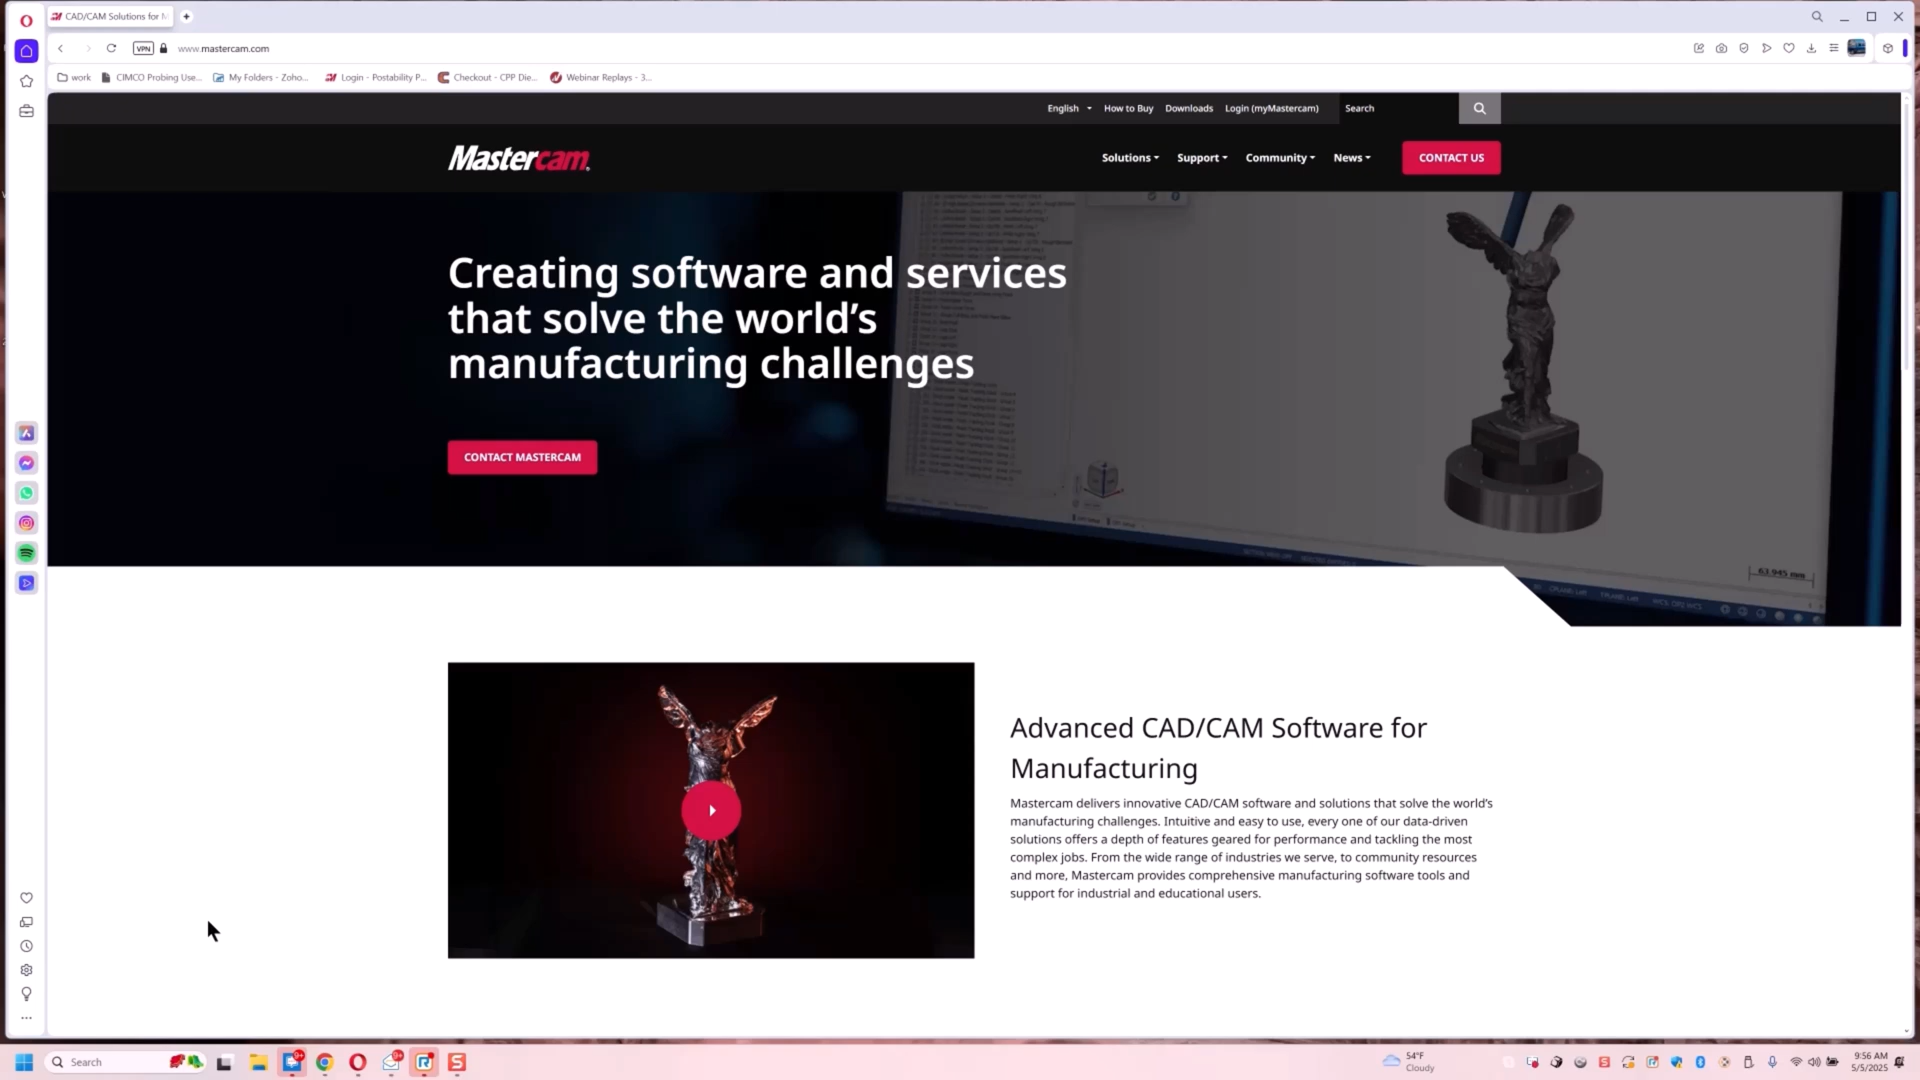 CAD/CAM Solutions for M
VPN
www.mastercam.com
work
CIMCO Probing Use...
My Folders - Zoho...
Login - Postability P...
Checkout - CPP Die...
Webinar Replays - 3...
English
How to Buy
Downloads
Login (myMastercam)
Search
Mastercam.
Solutions
Support
Community
News
CONTACT US
Creating software and services
that solve the world's
manufacturing challenges
CONTACT MASTERCAM
63.945 mm
Advanced CAD/CAM Software for
Manufacturing
Mastercam delivers innovative CAD/CAM software and solutions that solve the world's
manufacturing challenges. Intuitive and easy to use, every one of our data-driven
solutions offers a depth of features geared for performance and tackling the most
complex jobs. From the wide range of industries we serve, to community resources
and more, Mastercam provides comprehensive manufacturing software tools and
support for industrial and educational users.
Search
9+
9+
54°F
Cloudy
9:56 AM
5/5/2025